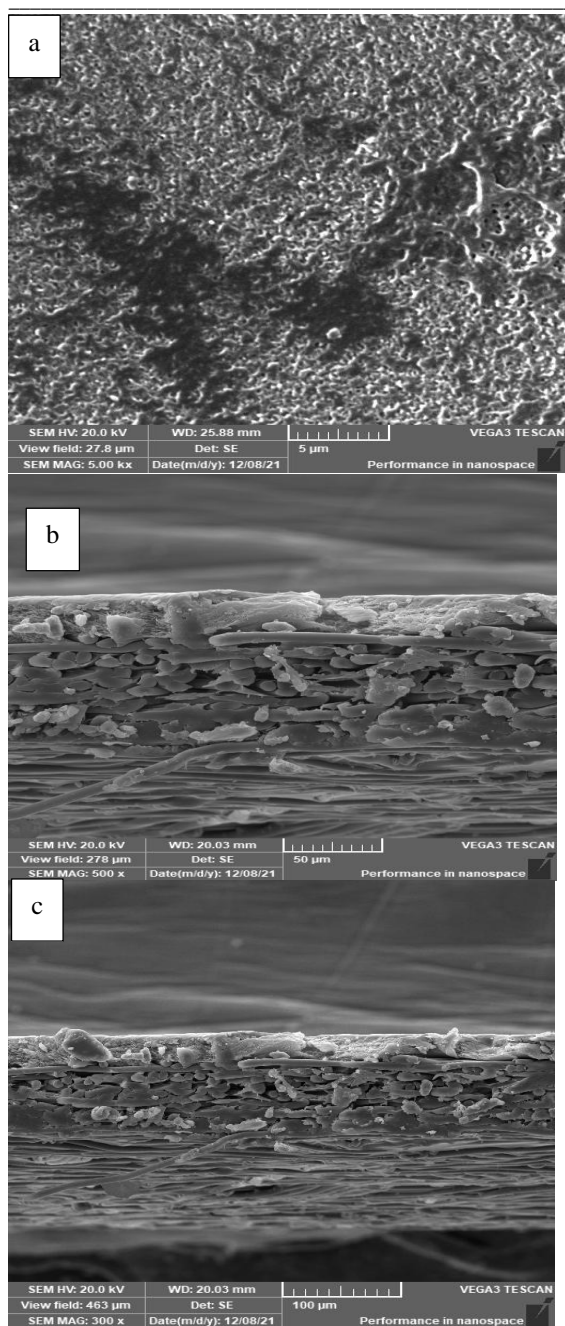 a
SEM HV: 20.0 kV WD: 25.88 mm VEGA3 TESCAN
View field: 27.8 µm Det: SE 5 µm
SEM MAG: 5.00 kx Date(m/d/y): 12/08/21 Performance in nanospace
b
SEM HV: 20.0 kV WD: 20.03 mm VEGA3 TESCAN
View field: 278 µm Det: SE 50 µm
SEM MAG: 500 x Date(m/d/y): 12/08/21 Performance in nanospace
c
SEM HV: 20.0 kV WD: 20.03 mm VEGA3 TESCAN
View field: 463 µm Det: SE 100 µm
SEM MAG: 300 x Date(m/d/y): 12/08/21 Performance in nanospace